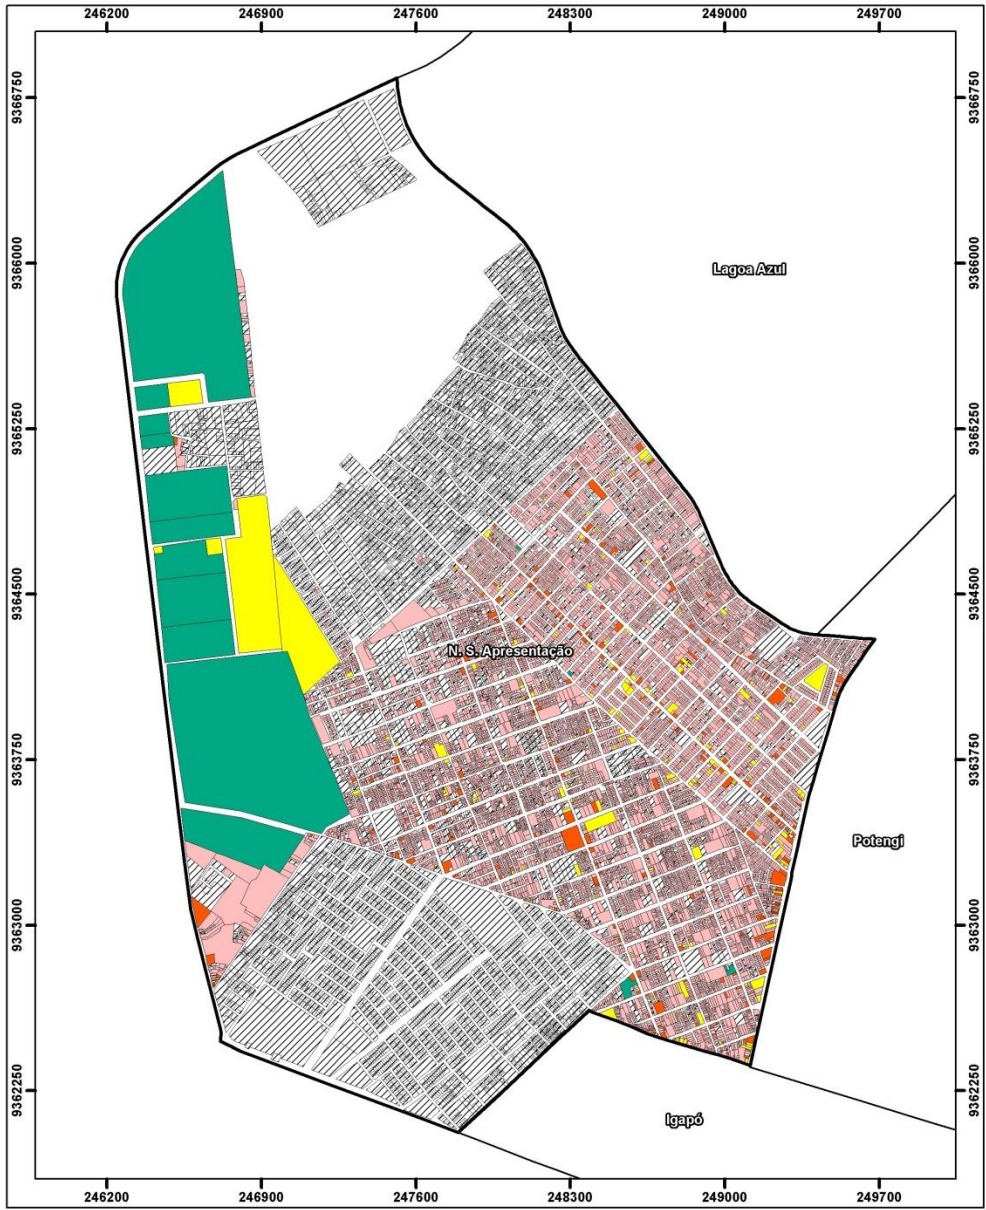 246200 246900 247600 248300 249000 249700
9366750 9366750
9366000 9366000
Lagoa Azul
9365250 9365250
9364500 9364500
N. S. Apresentação
9363750 9363750
Potengi
9363000 9363000
9362250 9362250
Igapó
246200 246900 247600 248300 249000 249700